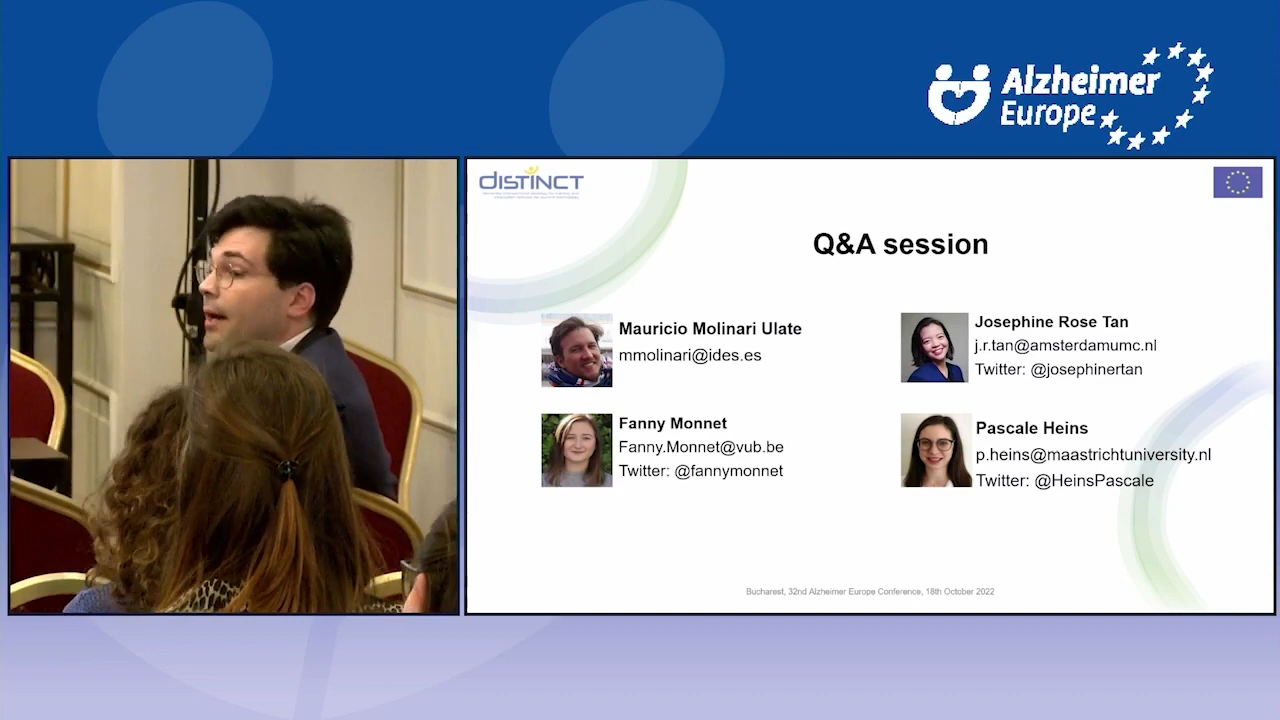 Alzheimer
Europe
DISTINCT
Q&A session
Mauricio Molinari Ulate
mmolinari@ides.es
Josephine Rose Tan
j.r.tan@amsterdamumc.nl
Twitter: @josephinertan
Fanny Monnet
Fanny.Monnet@vub.be
Twitter: @fannymonnet
Pascale Heins
p.heins@maastrichtuniversity.nl
Twitter: @HeinsPascale
Bucharest, 32nd Alzheimer Europe Conference, 18th October 2022